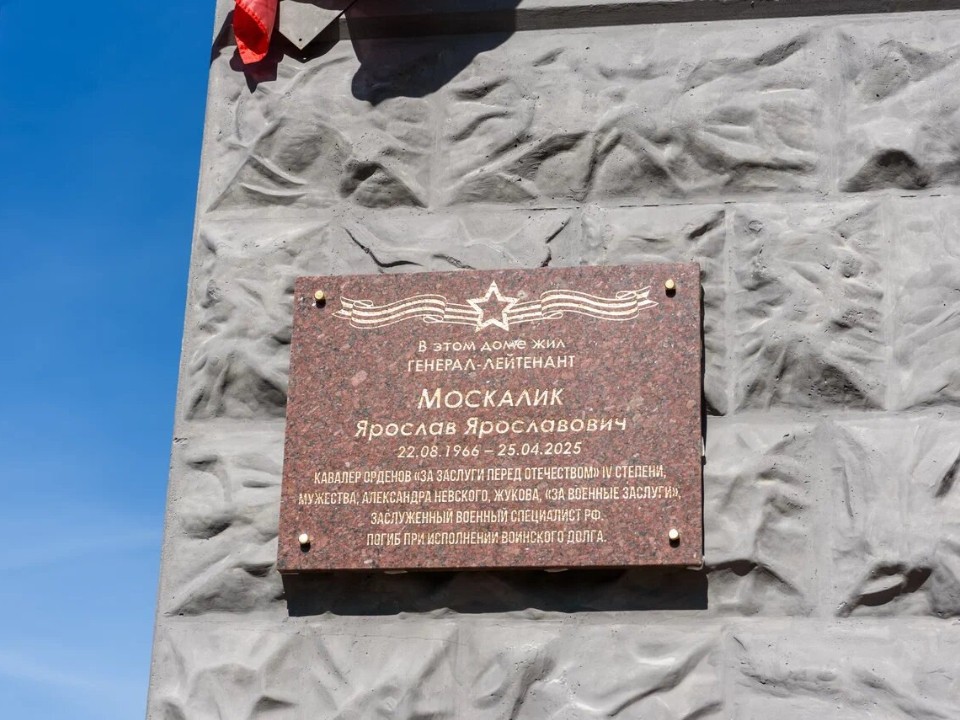 В этом доме жил
ГЕНЕРАЛ-ЛЕЙТЕНАНТ
МОСКАЛИК
Ярослав Ярославович
22.08.1966 – 25.04.2025
КАВАЛЕР ОРДЕНОВ «ЗА ЗАСЛУГИ ПЕРЕД ОТЕЧЕСТВОМ» IV СТЕПЕНИ,
МУЖЕСТВА, АЛЕКСАНДРА НЕВСКОГО, ЖУКОВА, «ЗА ВОЕННЫЕ ЗАСЛУГИ»,
ЗАСЛУЖЕННЫЙ ВОЕННЫЙ СПЕЦИАЛИСТ РФ.
ПОГИБ ПРИ ИСПОЛНЕНИИ ВОИНСКОГО ДОЛГА.